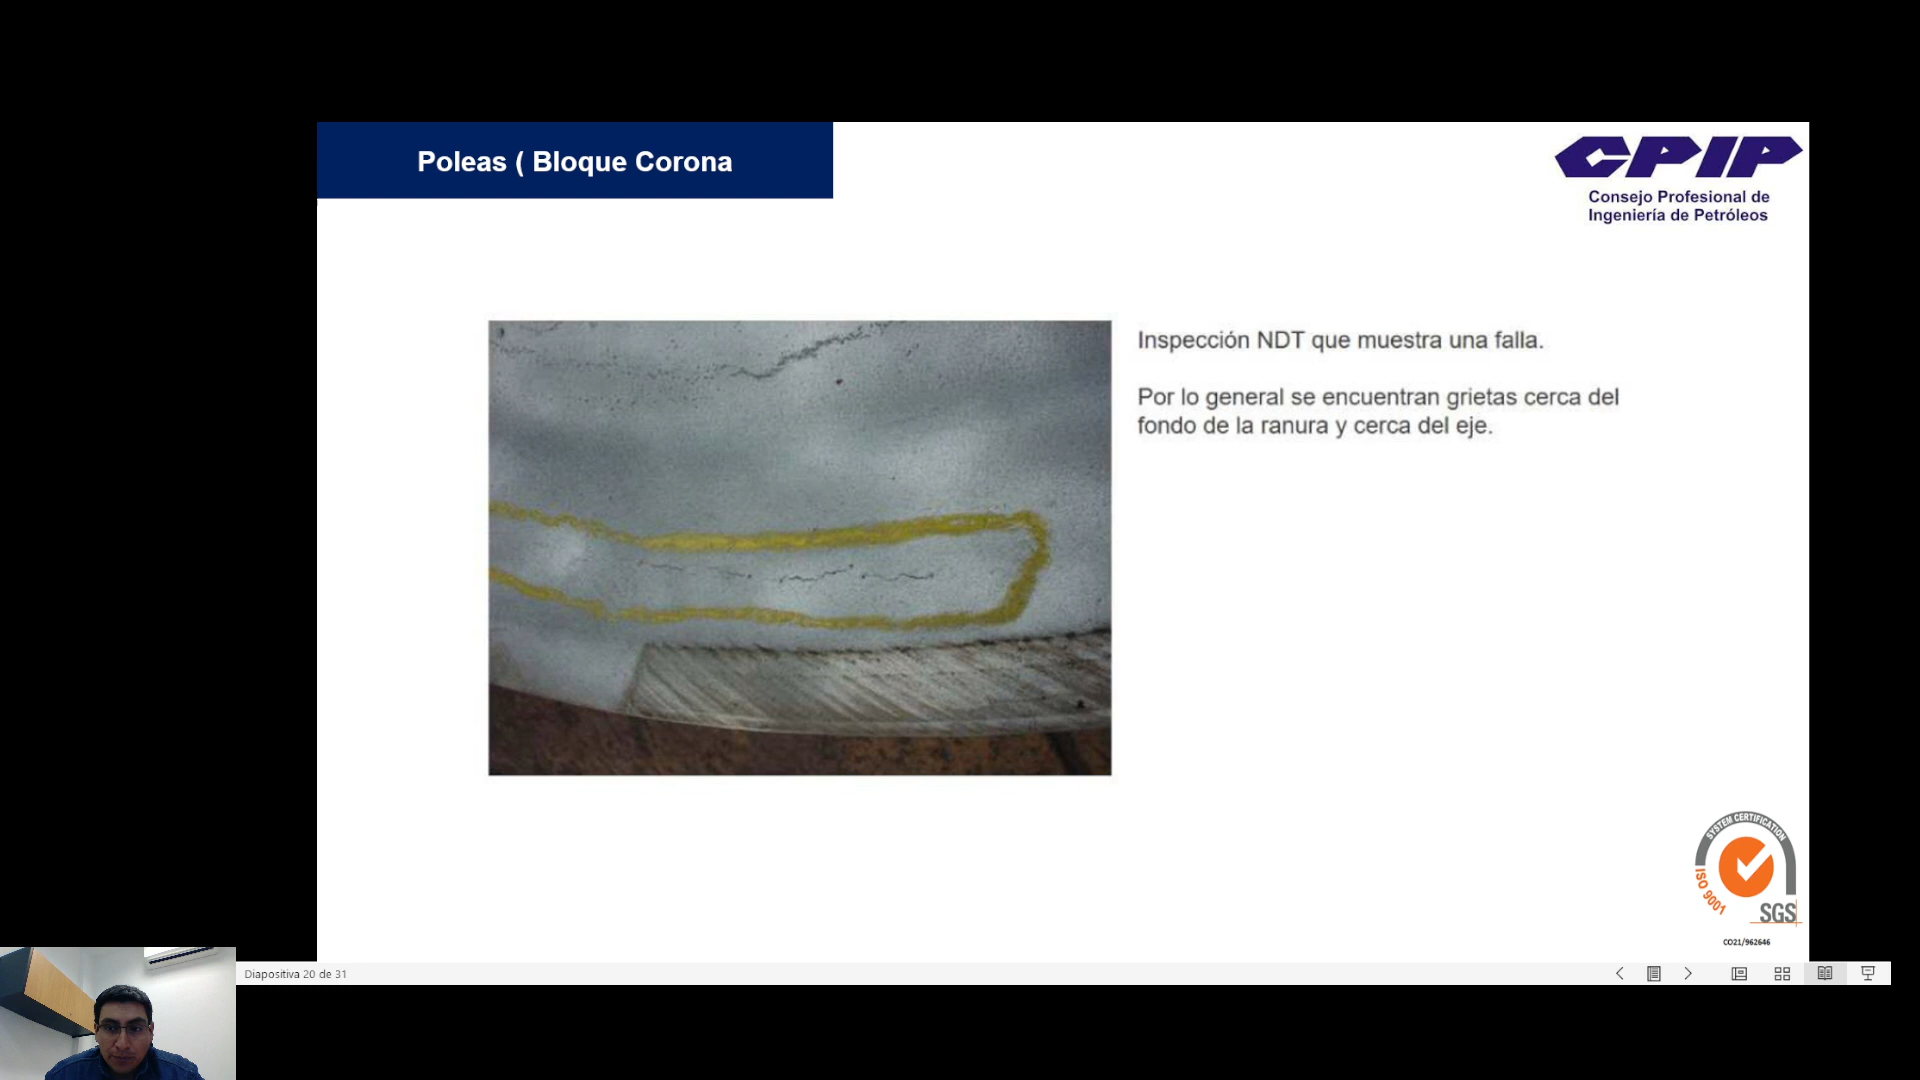 Poleas ( Bloque Corona
CPIP
Consejo Profesional de
Ingeniería de Petróleos
Inspección NDT que muestra una falla.
Por lo general se encuentran grietas cerca del
fondo de la ranura y cerca del eje.
SYSTEM CERTIFICATION
ISO 9001
SGS
CO21/962646
Diapositiva 20 de 31